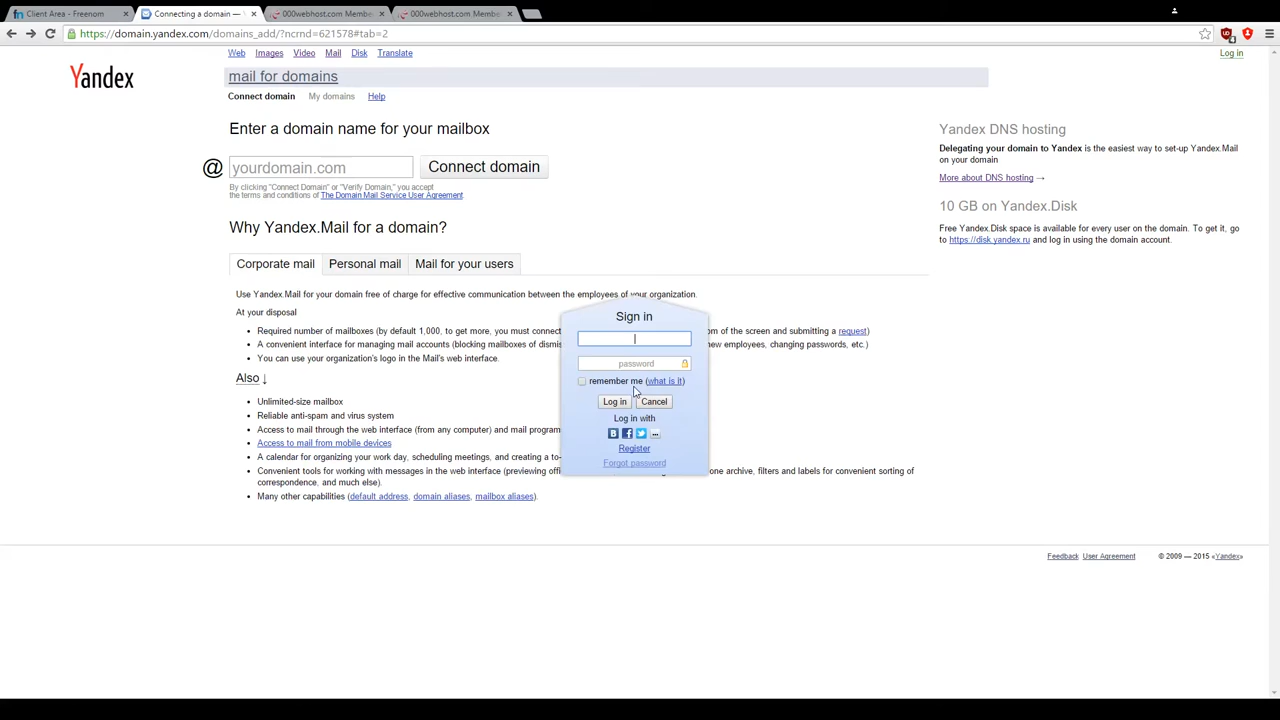 Client Area - Freenom
Connecting a domain —
000webhost.com Membe
000webhost.com Membe
https://domain.yandex.com/domains_add/?ncrnd=621578#tab=2
Web Images Video Mail Disk Translate
Log in
Yandex
mail for domains
Connect domain My domains Help
Enter a domain name for your mailbox
@ yourdomain.com Connect domain
By clicking "Connect Domain" or "Verify Domain," you accept
the terms and conditions of The Domain Mail Service User Agreement.
Yandex DNS hosting
Delegating your domain to Yandex is the easiest way to set-up Yandex.Mail
on your domain
More about DNS hosting →
10 GB on Yandex.Disk
Free Yandex.Disk space is available for every user on the domain. To get it, go
to https://disk.yandex.ru and log in using the domain account.
Why Yandex.Mail for a domain?
Corporate mail Personal mail Mail for your users
Use Yandex.Mail for your domain free of charge for effective communication between the employees of your organization.
At your disposal
Required number of mailboxes (by default 1,000, to get more, you must connect om of the screen and submitting a request)
A convenient interface for managing mail accounts (blocking mailboxes of dismis new employees, changing passwords, etc.)
You can use your organization's logo in the Mail's web interface.
Also ↓
Unlimited-size mailbox
Reliable anti-spam and virus system
Access to mail through the web interface (from any computer) and mail program
Access to mail from mobile devices
A calendar for organizing your work day, scheduling meetings, and creating a to-
Convenient tools for working with messages in the web interface (previewing offi one archive, filters and labels for convenient sorting of
correspondence, and much else).
Many other capabilities (default address, domain aliases, mailbox aliases).
Sign in
password
remember me (what is it)
Log in Cancel
Log in with
Register
Forgot password
Feedback User Agreement © 2009 — 2015 «Yandex»